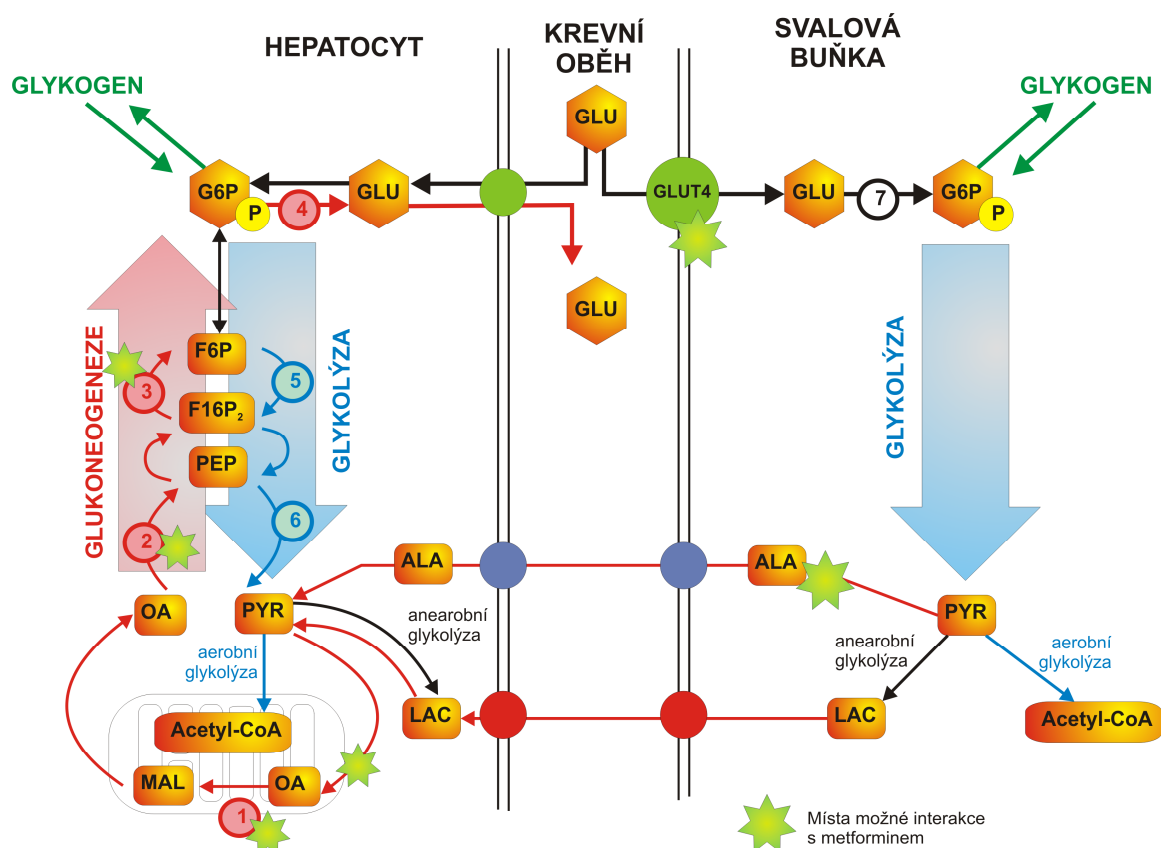 HEPATOCYT
KREVNÍ
OBĚH
SVALOVÁ
BUŇKA
GLYKOGEN
GLYKOGEN
GLU
G6P
P
4
GLU
GLUT4
GLU
7
G6P
P
GLU
GLUKONEOGENEZE
GLYKOLÝZA
GLYKOLÝZA
F6P
3
5
F16P2
PEP
2
6
ALA
ALA
OA
PYR
PYR
anearobní
glykolýza
anearobní
glykolýza
aerobní
glykolýza
aerobní
glykolýza
LAC
LAC
Acetyl-CoA
Acetyl-CoA
MAL
OA
1
Místa možné interakce
s metforminem